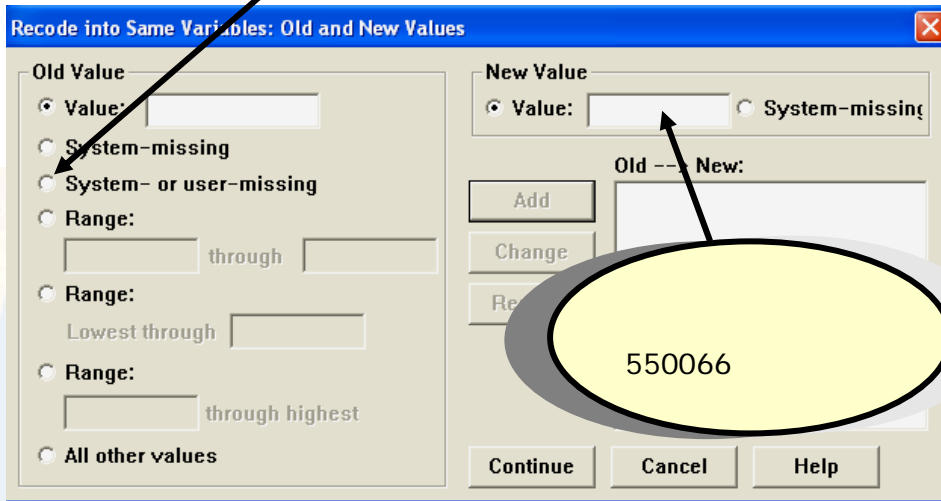 Recode into Same Variables: Old and New Values
Old Value
Value:
System-missing
System- or user-missing
Range:
through
Range:
Lowest through
Range:
through highest
All other values
New Value
Value: System-missing
Old --> New:
Add
Change
550066
Continue Cancel Help